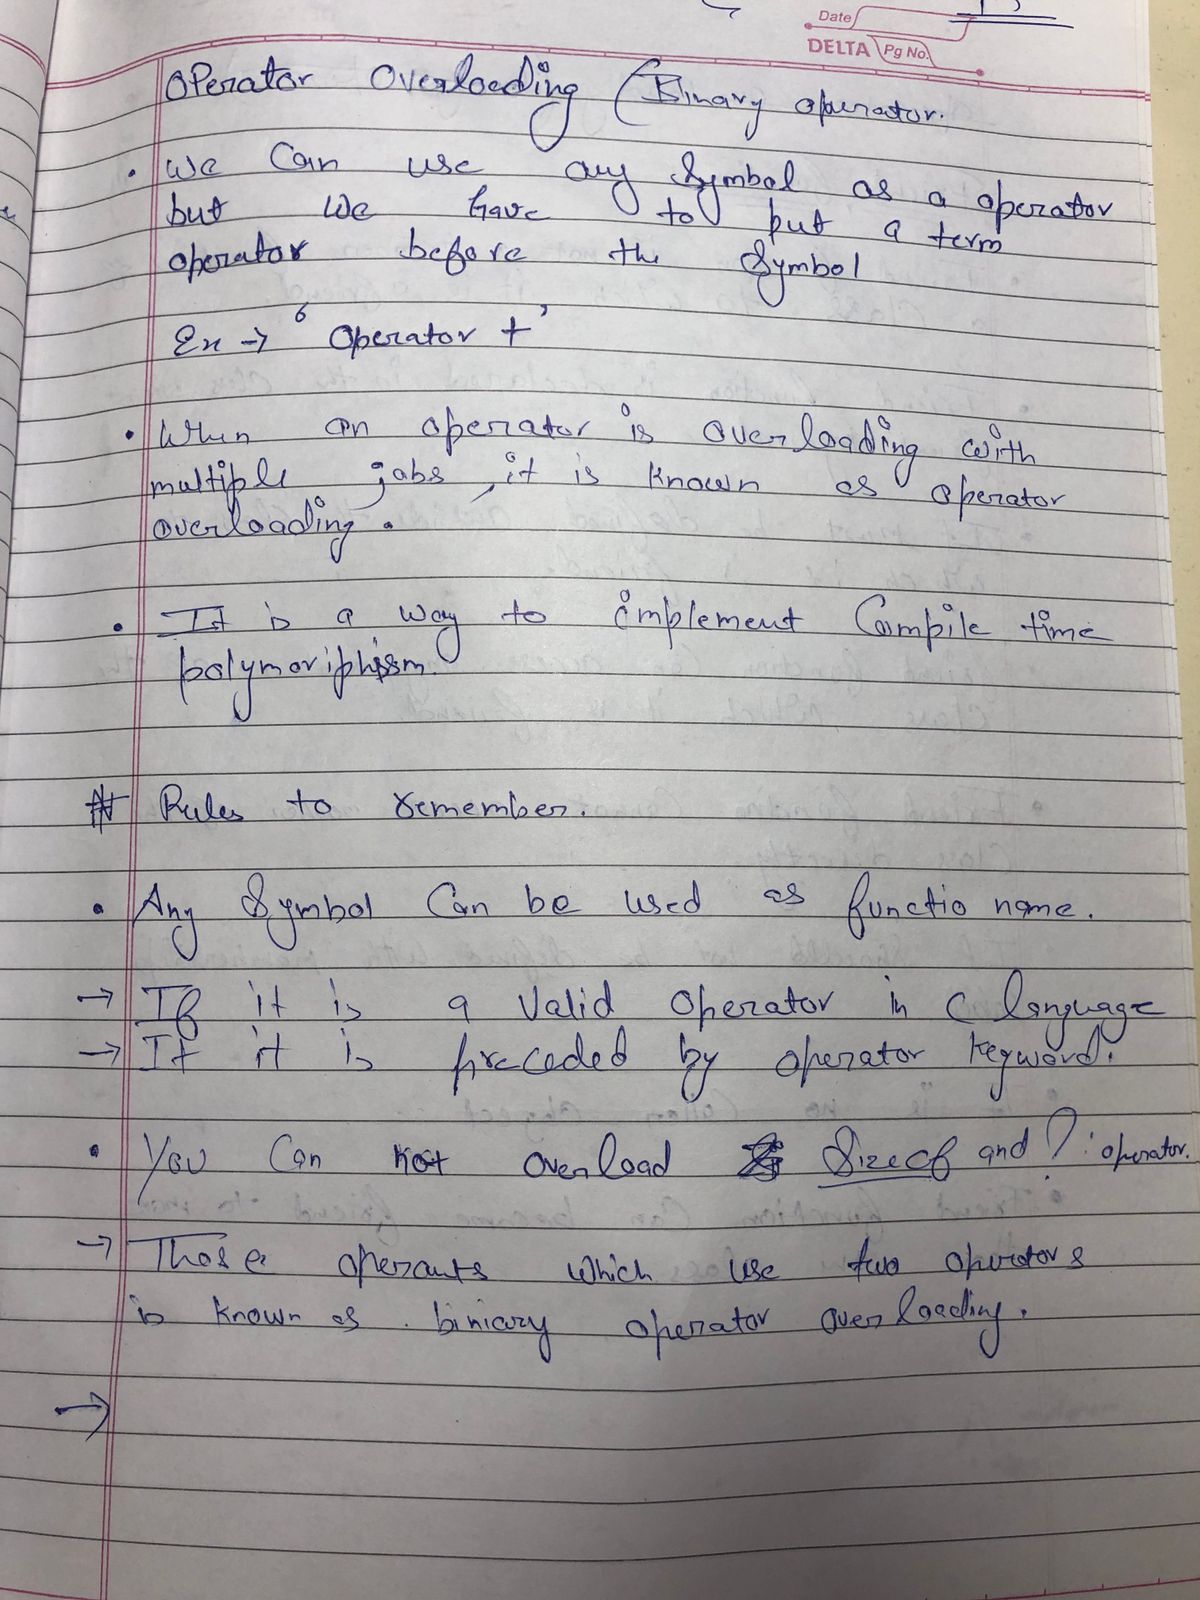 Date
DELTA Pg No.
Operator Overloading (Binary operator.
• We Can use any Symbol as a operator
but we have to put a term
operator before the Symbol
Ex → ‘ Operator + ’
• When an operator is overloading with
multiple jobs, it is known as operator
overloading.
• It is a way to implement Compile time
polymoriphism.
# Rules to remember.
• Any Symbol Can be used as functio name.
→ If it is a valid operator in C language
→ If it is preceded by operator keyword.
• You Can not overload Sizeof and ?: operator.
→ Those operants which use two operators
is known as . biniary operator overloading.
→